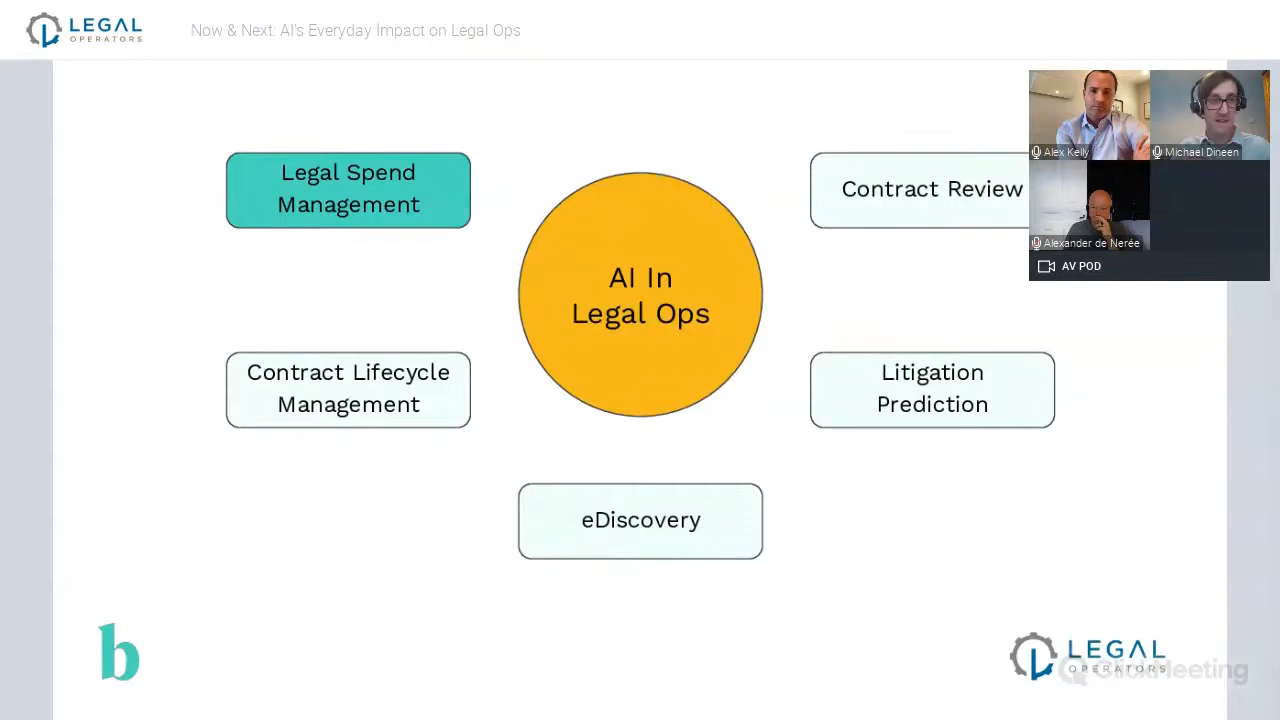 LEGAL
OPERATORS
Now & Next: AI's Everyday Impact on Legal Ops
Legal Spend
Management
Contract Review
Alex Kelly
Michael Dineen
Alexander de Nerée
AV POD
AI In
Legal Ops
Contract Lifecycle
Management
Litigation
Prediction
eDiscovery
b
LEGAL
OPERATORS
ClickMeeting